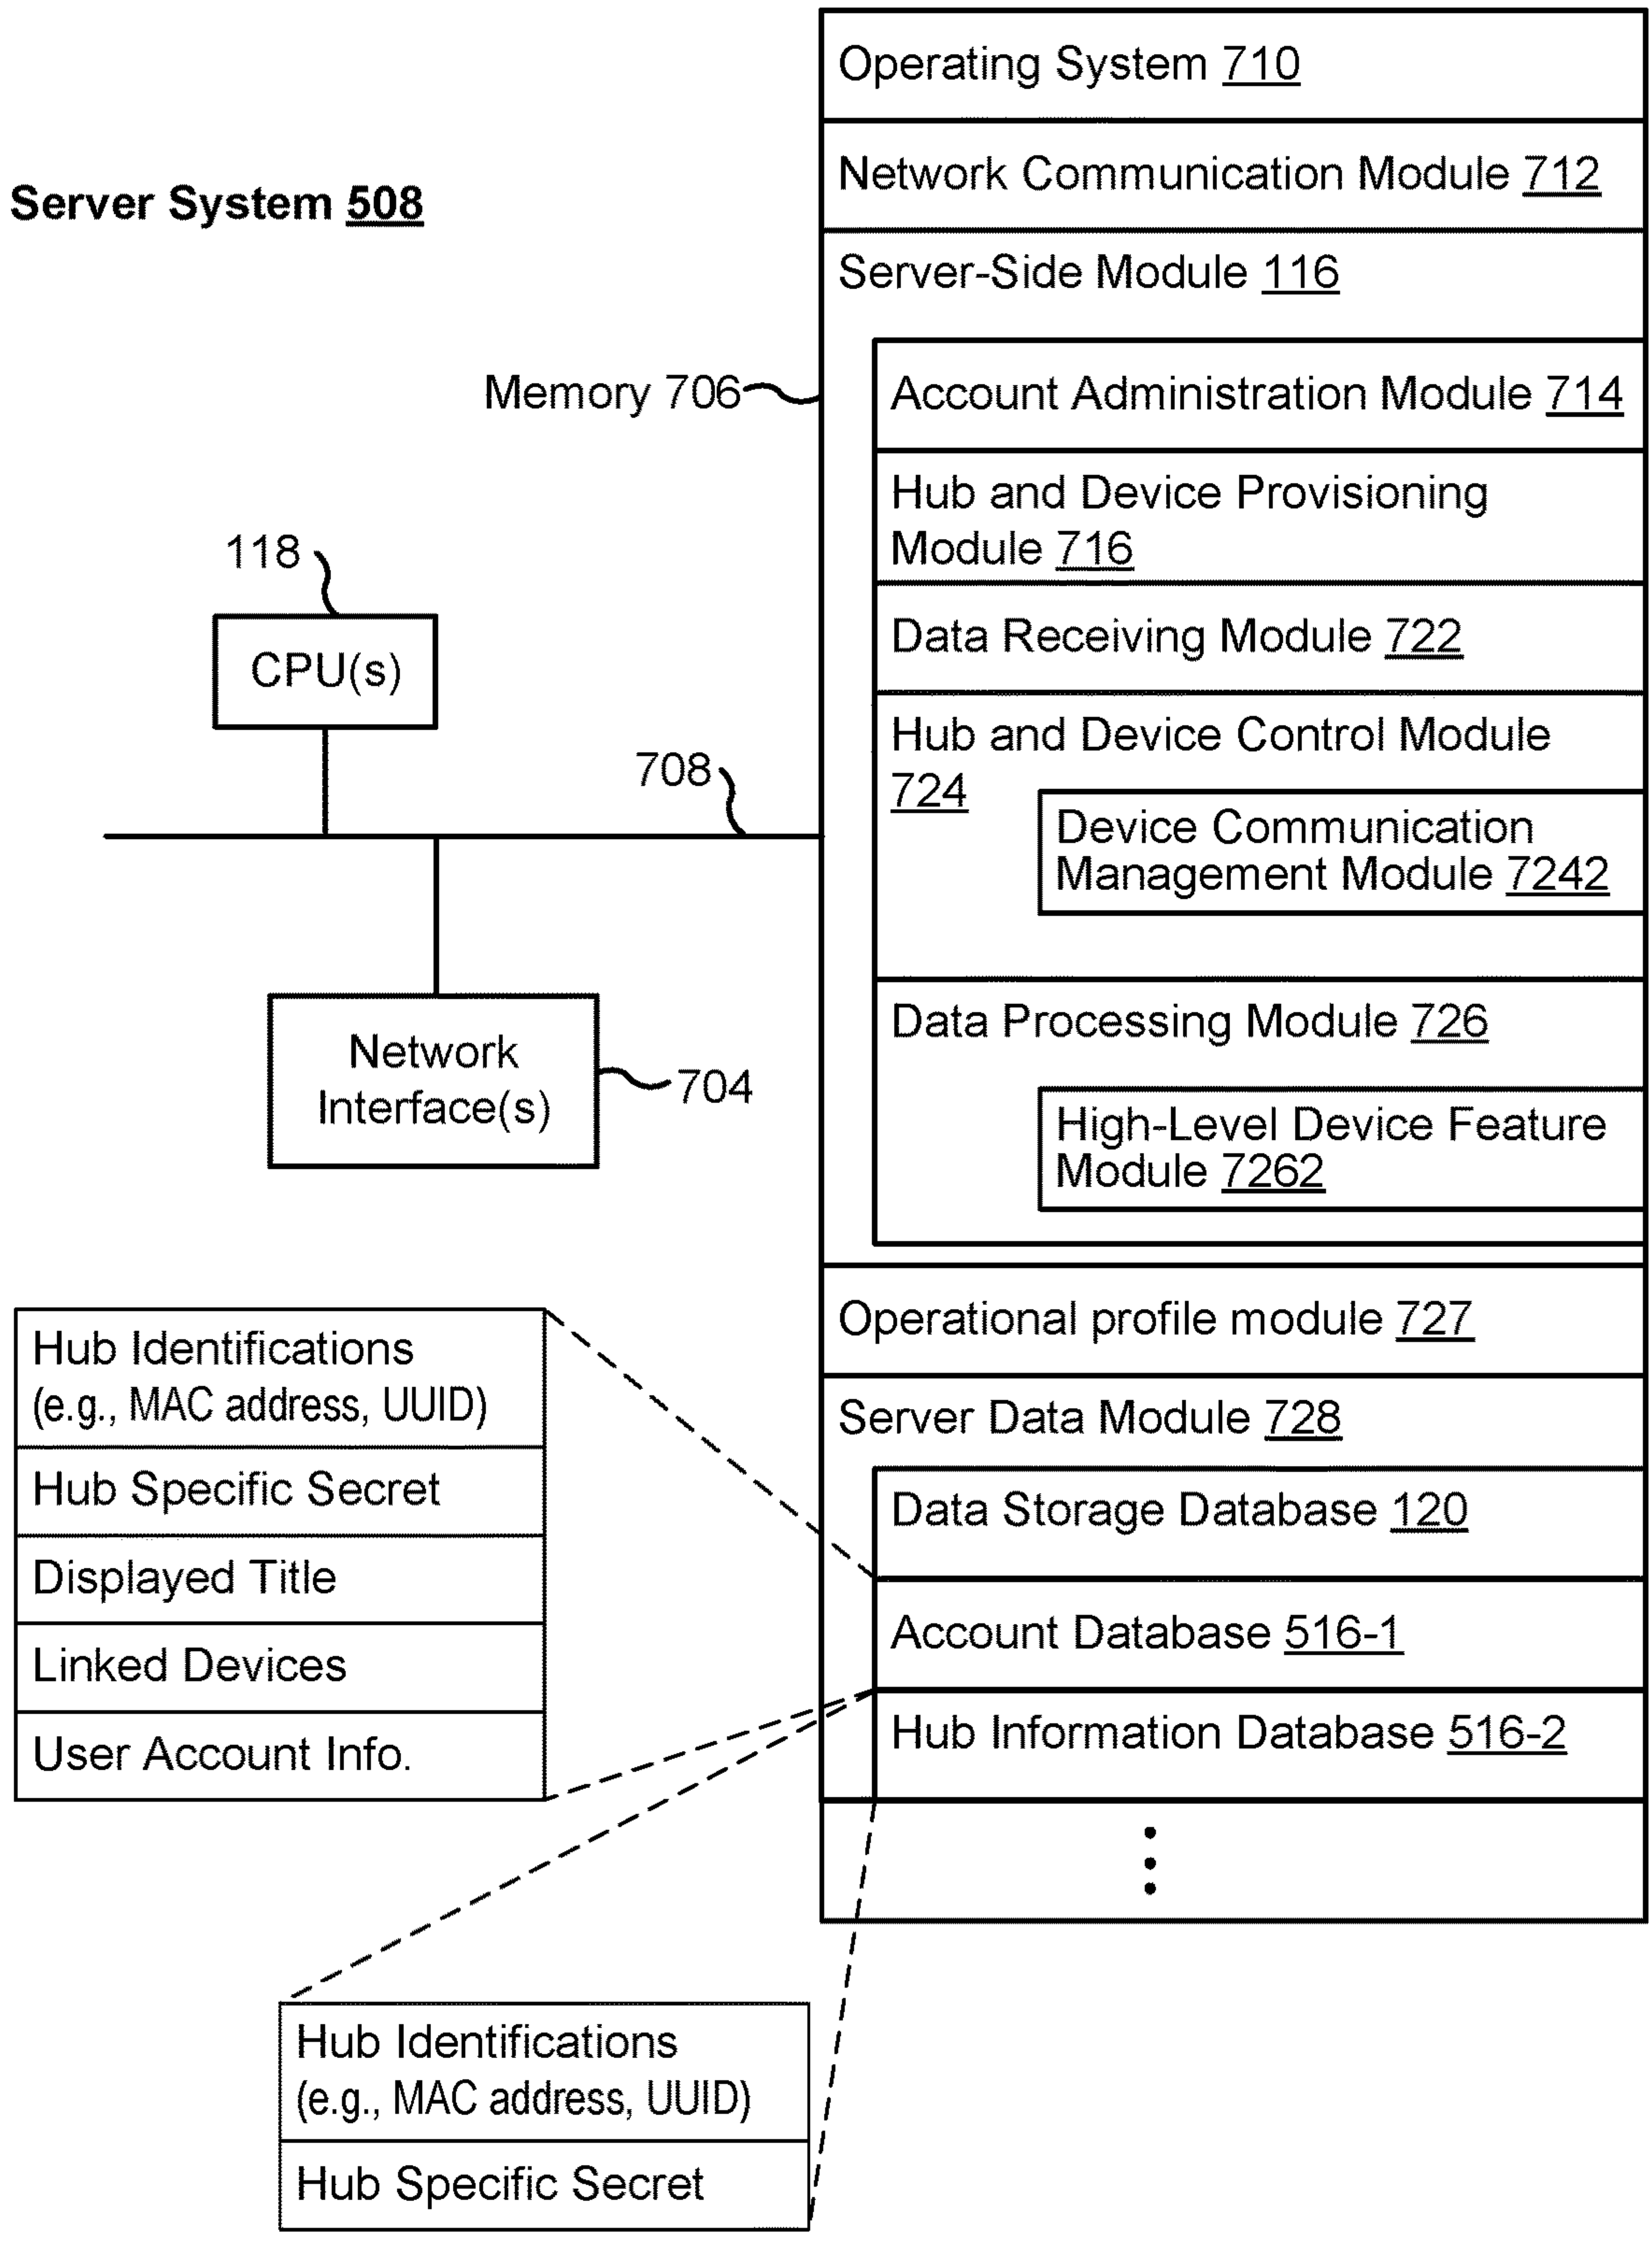 Server System 508
Operating System 710
Network Communication Module 712
Server-Side Module 116
Memory 706
Account Administration Module 714
Hub and Device Provisioning
Module 716
Data Receiving Module 722
Hub and Device Control Module
724
Device Communication
Management Module 7242
Data Processing Module 726
High-Level Device Feature
Module 7262
118
CPU(s)
708
Network
Interface(s)
704
Operational profile module 727
Server Data Module 728
Data Storage Database 120
Account Database 516-1
Hub Information Database 516-2
Hub Identifications
(e.g., MAC address, UUID)
Hub Specific Secret
Displayed Title
Linked Devices
User Account Info.
Hub Identifications
(e.g., MAC address, UUID)
Hub Specific Secret